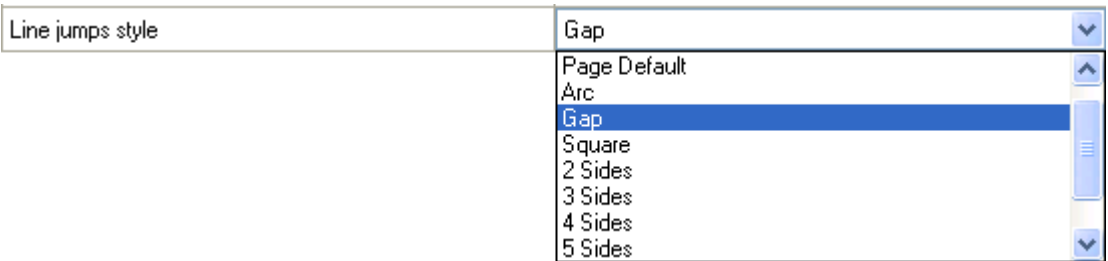 Line jumps style Gap
Page Default
Arc
Gap
Square
2 Sides
3 Sides
4 Sides
5 Sides